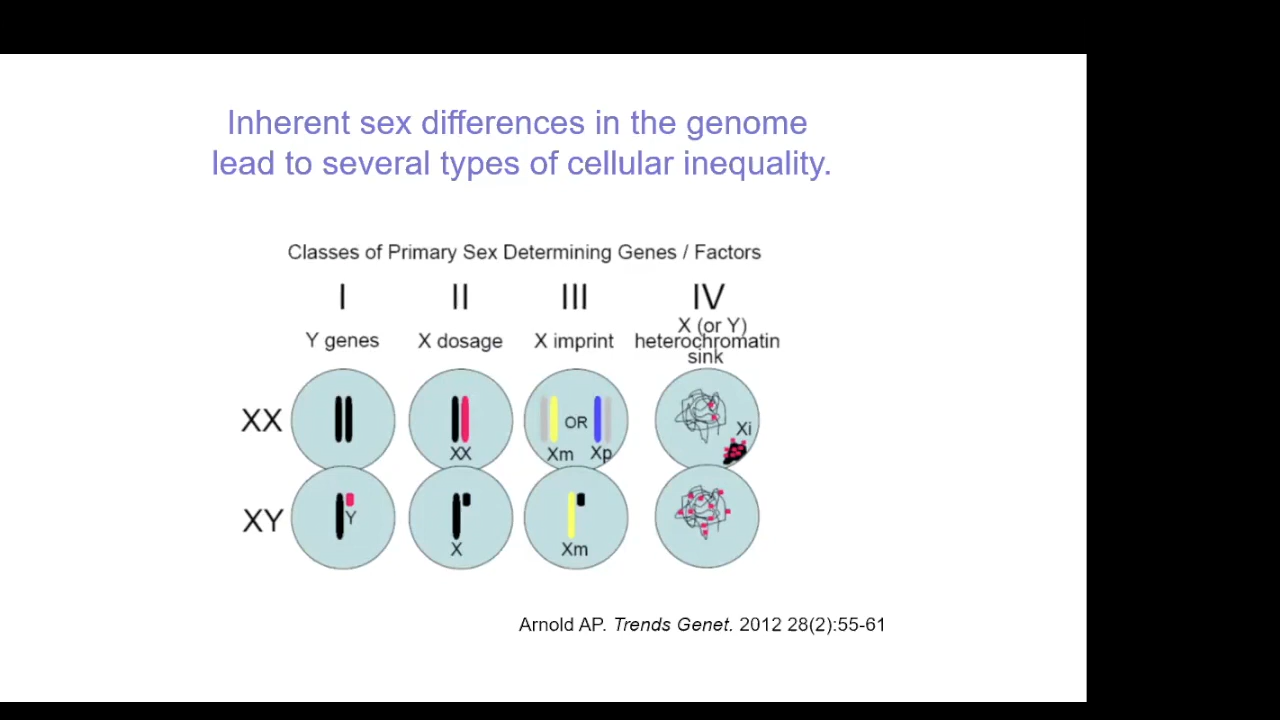 Inherent sex differences in the genome
lead to several types of cellular inequality.
Classes of Primary Sex Determining Genes / Factors
I II III IV
Y genes X dosage X imprint X (or Y)
heterochromatin
sink
XX
XX
Xm OR Xp
Xi
XY
Y
X
Xm
Arnold AP. Trends Genet. 2012 28(2):55-61